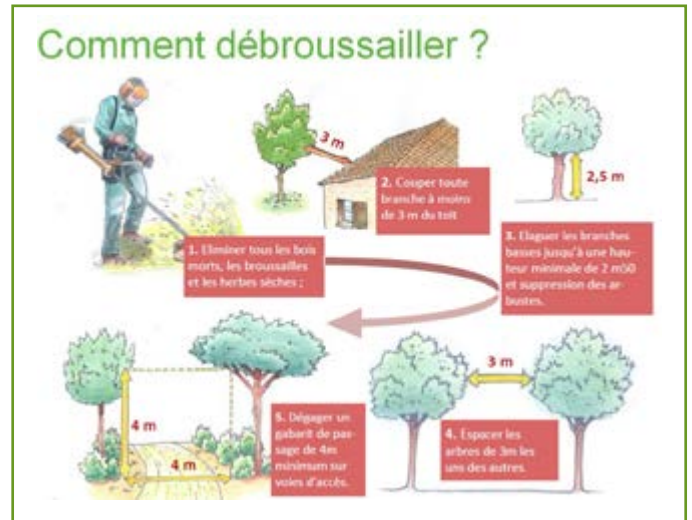 Comment débroussailler ?
3 m
2. Couper toute
branche à moins
de 3 m du toit
2,5 m
1. Eliminer tous les bois
morts, les broussailles
et les herbes sèches ;
3. Elaguer les branches
basses jusqu'à une hau-
teur minimale de 2 m50
et suppression des ar-
bustes.
4 m
4 m
5. Dégager un
gabarit de pas-
sage de 4m
minimum sur
voies d'accès.
3 m
4. Espacer les
arbres de 3m les
uns des autres.